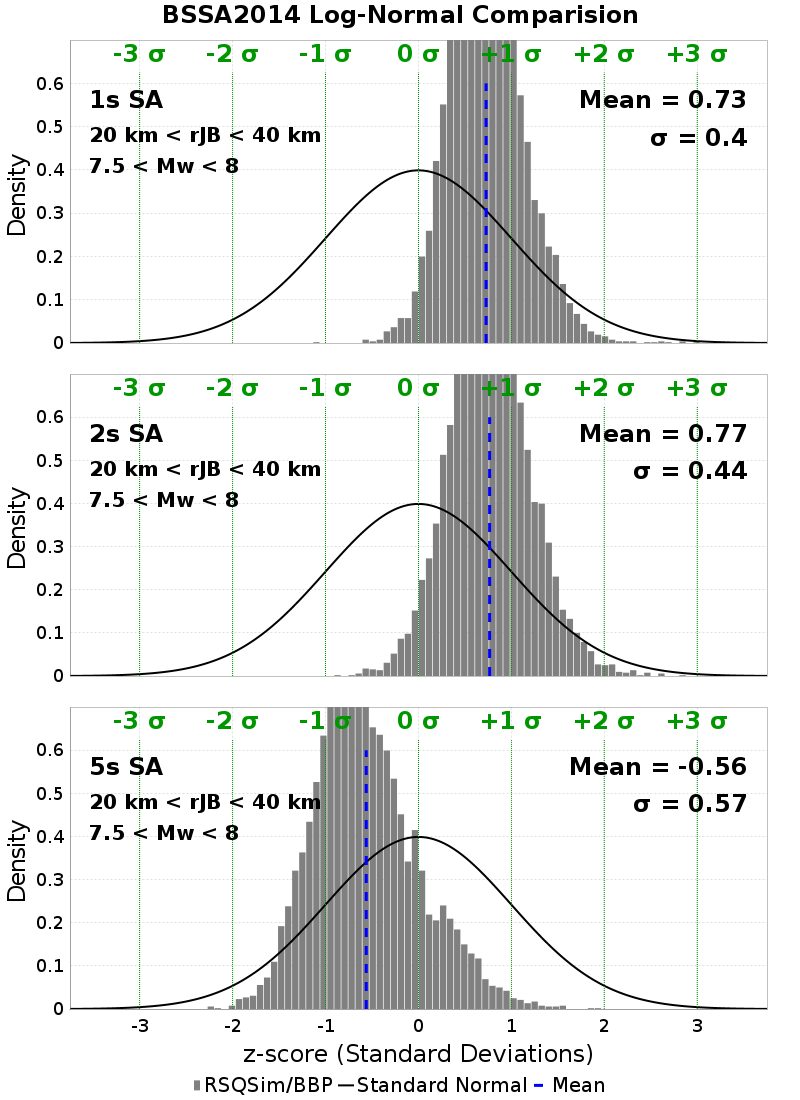 BSSA2014 Log-Normal Comparision
-3 σ -2 σ -1 σ 0 σ +1 σ +2 σ +3 σ
1s SA
20 km < rJB < 40 km
7.5 < Mw < 8
Mean = 0.73
σ = 0.4
0.6
0.5
0.4
0.3
0.2
0.1
0
Density
-3 σ -2 σ -1 σ 0 σ +1 σ +2 σ +3 σ
2s SA
20 km < rJB < 40 km
7.5 < Mw < 8
Mean = 0.77
σ = 0.44
0.6
0.5
0.4
0.3
0.2
0.1
0
Density
-3 σ -2 σ -1 σ 0 σ +1 σ +2 σ +3 σ
5s SA
20 km < rJB < 40 km
7.5 < Mw < 8
Mean = -0.56
σ = 0.57
0.6
0.5
0.4
0.3
0.2
0.1
0
Density
-3 -2 -1 0 1 2 3
z-score (Standard Deviations)
RSQSim/BBP Standard Normal Mean